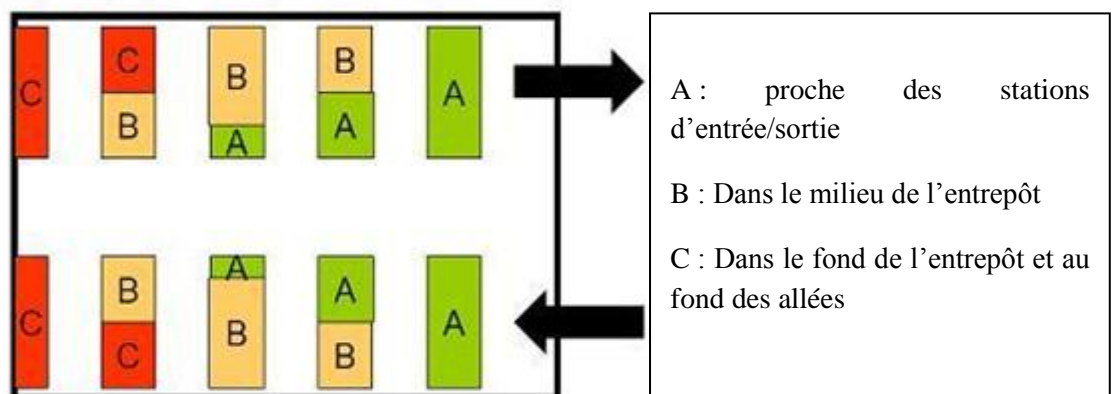 C
C
B
B
A
B
A
A
C
B
C
A
B
A
B
A
A : proche des stations
d’entrée/sortie
B : Dans le milieu de l’entrepôt
C : Dans le fond de l’entrepôt et au
fond des allées